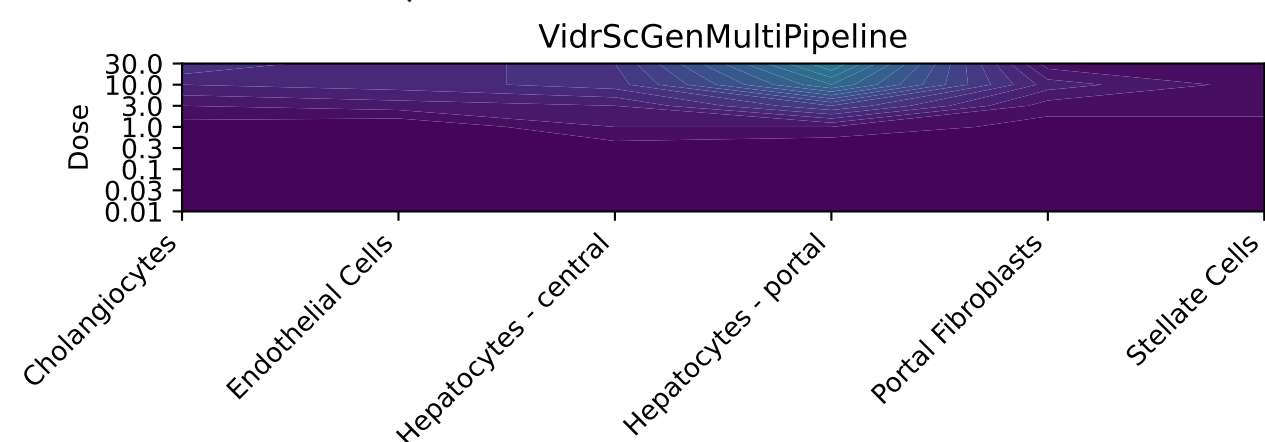 VidrScGenMultiPipeline
Dose
30.0
10.0
3.0
1.0
0.3
0.1
0.03
0.01
Cholangiocytes
Endothelial Cells
Hepatocytes - central
Hepatocytes - portal
Portal Fibroblasts
Stellate Cells